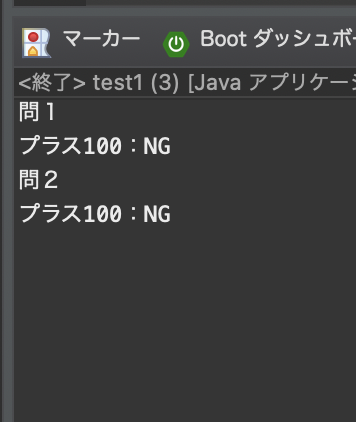 マーカー Boot ダッシュボー
<終了> test1 (3) [Java アプリケーシ
問１
プラス100：NG
問２
プラス100：NG